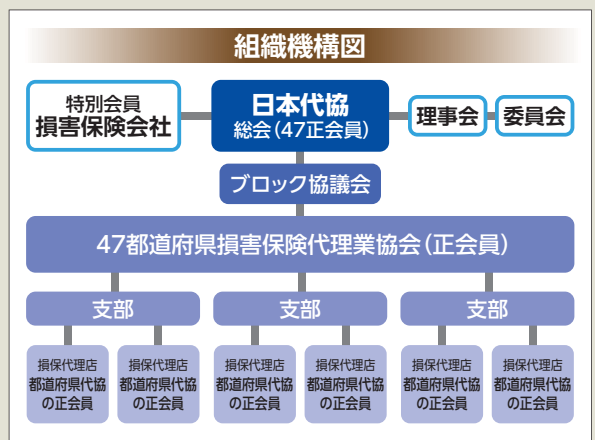 組織機構図
特別会員
損害保険会社
日本代協
総会(47正会員)
理事会
委員会
ブロック協議会
47都道府県損害保険代理業協会(正会員)
支部
支部
支部
損保代理店
都道府県代協
の正会員
損保代理店
都道府県代協
の正会員
損保代理店
都道府県代協
の正会員
損保代理店
都道府県代協
の正会員
損保代理店
都道府県代協
の正会員
損保代理店
都道府県代協
の正会員